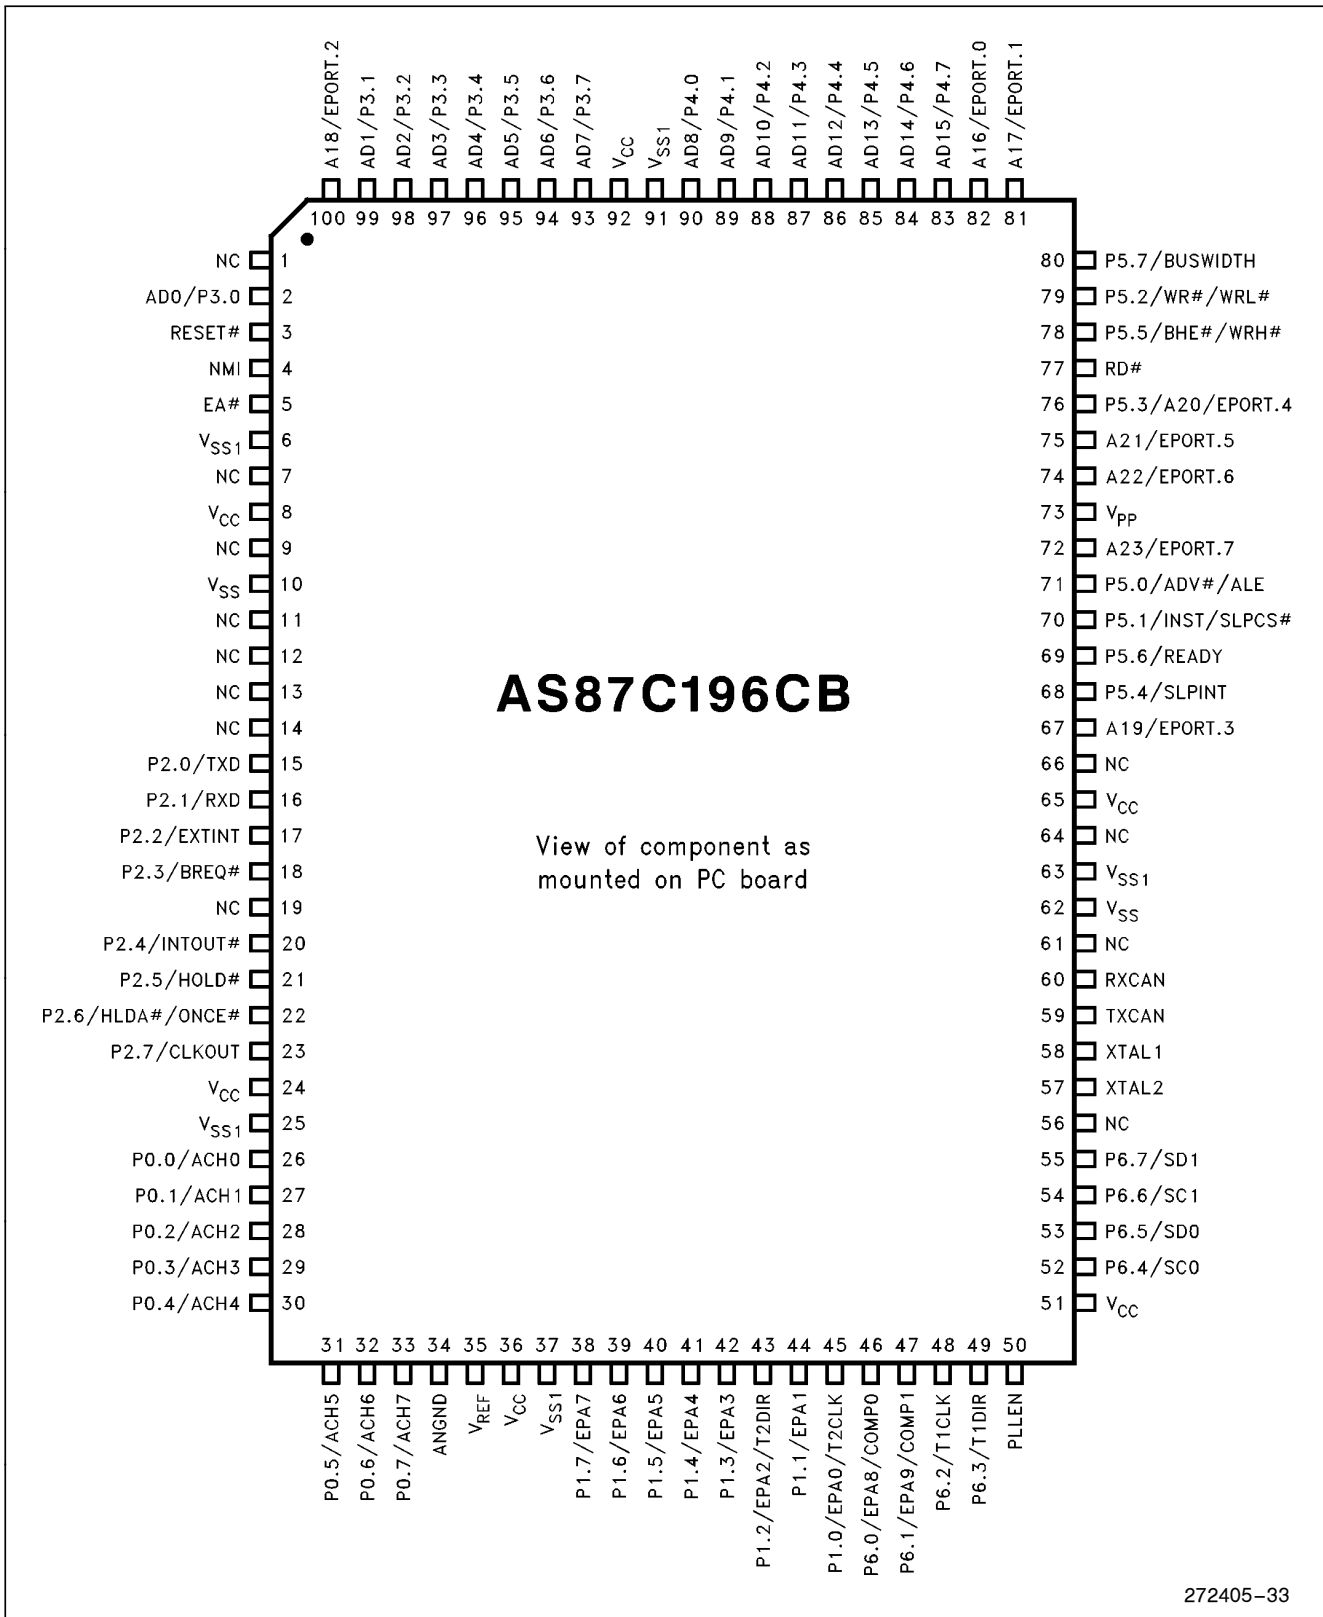 A18/EPORT.2
AD1/P3.1
AD2/P3.2
AD3/P3.3
AD4/P3.4
AD5/P3.5
AD6/P3.6
AD7/P3.7
VCC
VSS1
AD8/P4.0
AD9/P4.1
AD10/P4.2
AD11/P4.3
AD12/P4.4
AD13/P4.5
AD14/P4.6
AD15/P4.7
A16/EPORT.0
A17/EPORT.1
100 99 98 97 96 95 94 93 92 91 90 89 88 87 86 85 84 83 82 81
NC 1 80 P5.7/BUSWIDTH
AD0/P3.0 2 79 P5.2/WR#/WRL#
RESET# 3 78 P5.5/BHE#/WRH#
NMI 4 77 RD#
EA# 5 76 P5.3/A20/EPORT.4
VSS1 6 75 A21/EPORT.5
NC 7 74 A22/EPORT.6
VCC 8 73 VPP
NC 9 72 A23/EPORT.7
VSS 10 71 P5.0/ADV#/ALE
NC 11 70 P5.1/INST/SLPCS#
NC 12 69 P5.6/READY
NC 13 68 P5.4/SLPINT
AS87C196CB
NC 14 67 A19/EPORT.3
P2.0/TXD 15 66 NC
P2.1/RXD 16 65 VCC
P2.2/EXTINT 17 64 NC
View of component as
mounted on PC board
P2.3/BREQ# 18 63 VSS1
NC 19 62 VSS
P2.4/INTOUT# 20 61 NC
P2.5/HOLD# 21 60 RXCAN
P2.6/HLDA#/ONCE# 22 59 TXCAN
P2.7/CLKOUT 23 58 XTAL1
VCC 24 57 XTAL2
VSS1 25 56 NC
P0.0/ACH0 26 55 P6.7/SD1
P0.1/ACH1 27 54 P6.6/SC1
P0.2/ACH2 28 53 P6.5/SD0
P0.3/ACH3 29 52 P6.4/SC0
P0.4/ACH4 30 51 VCC
31 32 33 34 35 36 37 38 39 40 41 42 43 44 45 46 47 48 49 50
P0.5/ACH5
P0.6/ACH6
P0.7/ACH7
ANGND
VREF
VCC
VSS1
P1.7/EPA7
P1.6/EPA6
P1.5/EPA5
P1.4/EPA4
P1.3/EPA3
P1.2/EPA2/T2DIR
P1.1/EPA1
P1.0/EPA0/T2CLK
P6.0/EPA8/COMP0
P6.1/EPA9/COMP1
P6.2/T1CLK
P6.3/T1DIR
PLLEN
272405-33